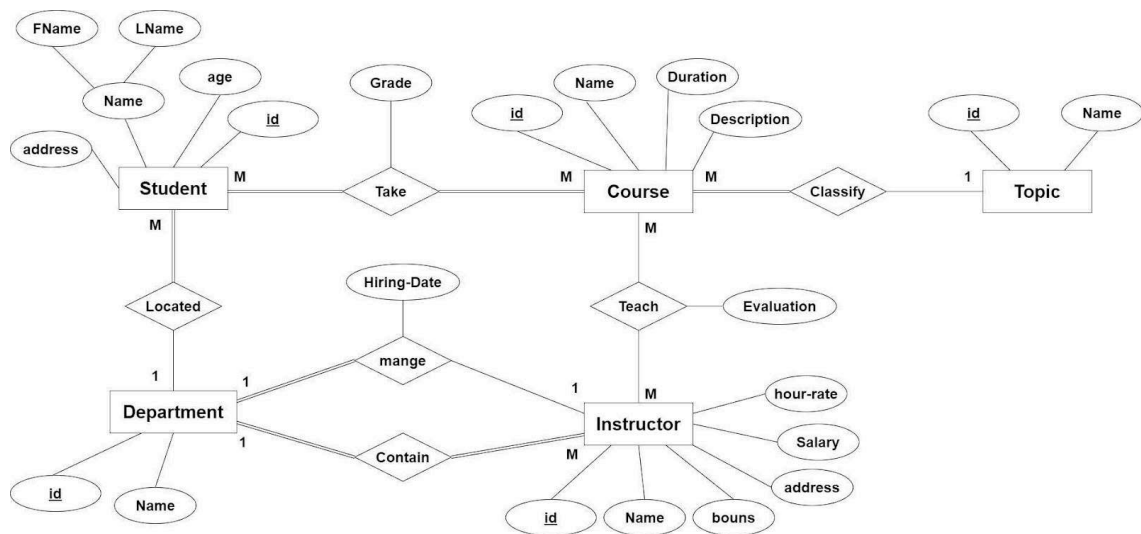 FName
LName
Name
age
id
address
Student
M
M
Grade
Take
M
id
Name
Duration
Description
Course
M
M
Classify
1
id
Name
Topic
Located
1
Hiring-Date
mange
1
1
Teach
Evaluation
M
Department
1
id
Name
Contain
M
Instructor
hour-rate
Salary
address
id
Name
bouns